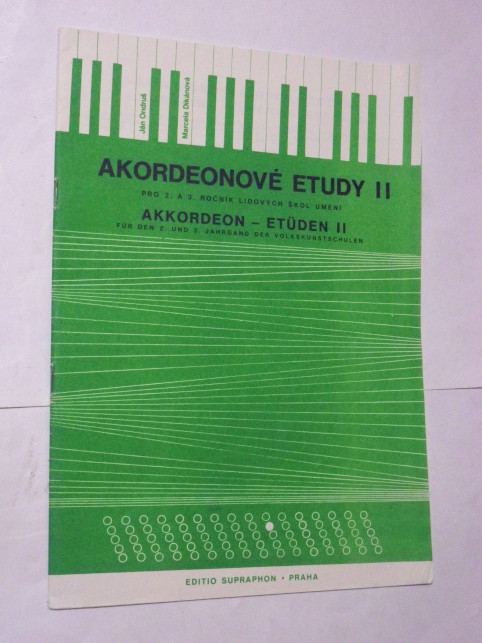 Ján Ondruš
Marcela Dikánová
AKORDEONOVÉ ETUDY II
PRO 2. A 3. ROČNÍK LIDOVÝCH ŠKOL UMĚNÍ
AKKORDEON – ETÜDEN II
FÜR DEN 2. UND 3. JAHRGANG DER VOLKSKUNSTSCHULEN
EDITIO SUPRAPHON • PRAHA